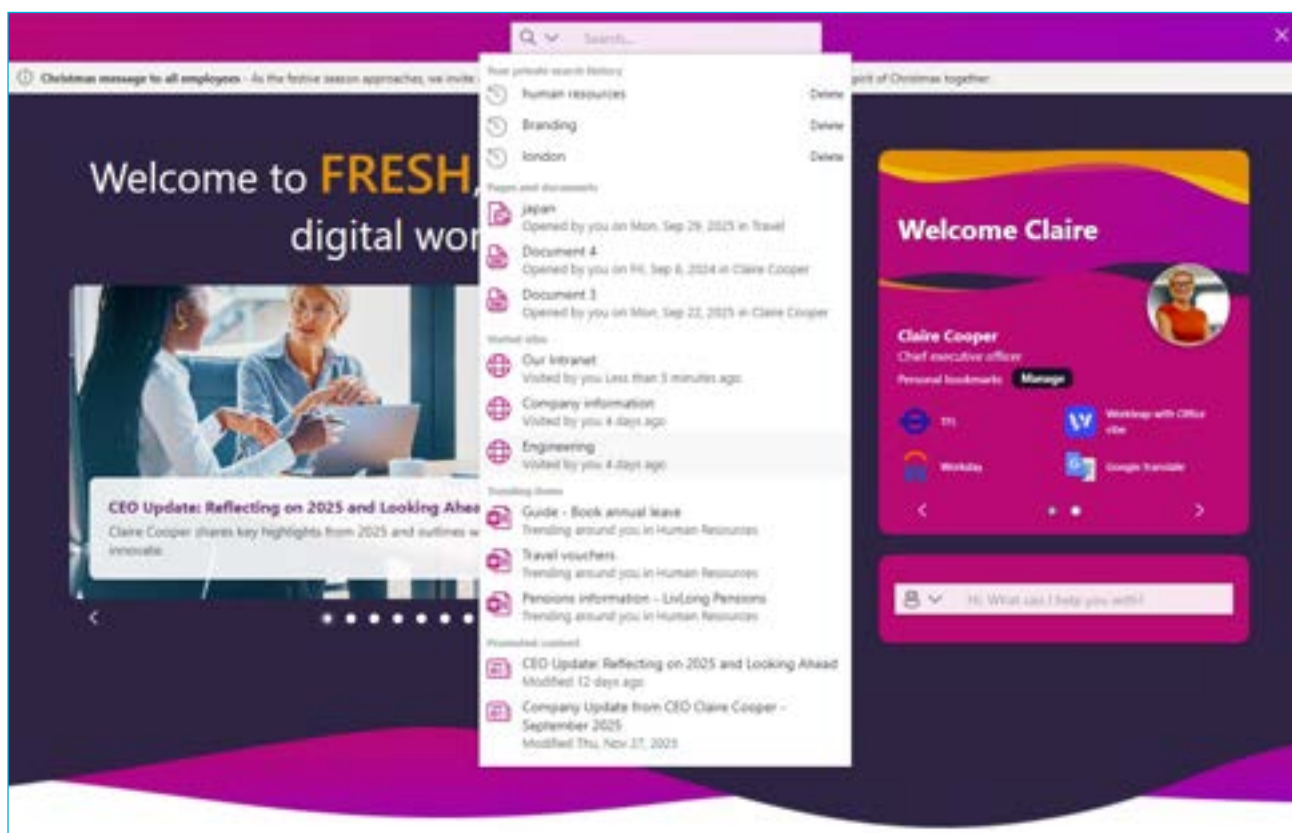 Search...
Christmas message to all employees - As the festive season approaches, we invite
spirit of Christmas together.
Your private search history
human resources Delete
Branding Delete
london Delete
Pages and documents
japan
Opened by you on Mon, Sep 29, 2025 in Travel
Document 4
Opened by you on Fri, Sep 6, 2024 in Claire Cooper
Document 3
Opened by you on Mon, Sep 22, 2025 in Claire Cooper
Visited sites
Our Intranet
Visited by you Less than 5 minutes ago
Company information
Visited by you 4 days ago
Engineering
Visited by you 4 days ago
Trending items
Guide - Book annual leave
Trending around you in Human Resources
Travel vouchers
Trending around you in Human Resources
Pensions information - LivLong Pensions
Trending around you in Human Resources
Promoted content
CEO Update: Reflecting on 2025 and Looking Ahead
Modified 12 days ago
Company Update from CEO Claire Cooper -
September 2025
Modified Thu, Nov 27, 2025
Welcome to FRESH,
digital wor
CEO Update: Reflecting on 2025 and Looking Ahea
Claire Cooper shares key highlights from 2025 and outlines w
innovate.
Welcome Claire
Claire Cooper
Chief executive officer
Personal bookmarks Manage
TFL
Workleap with Office
vibe
Workday
Google translate
Hi. What can I help you with?